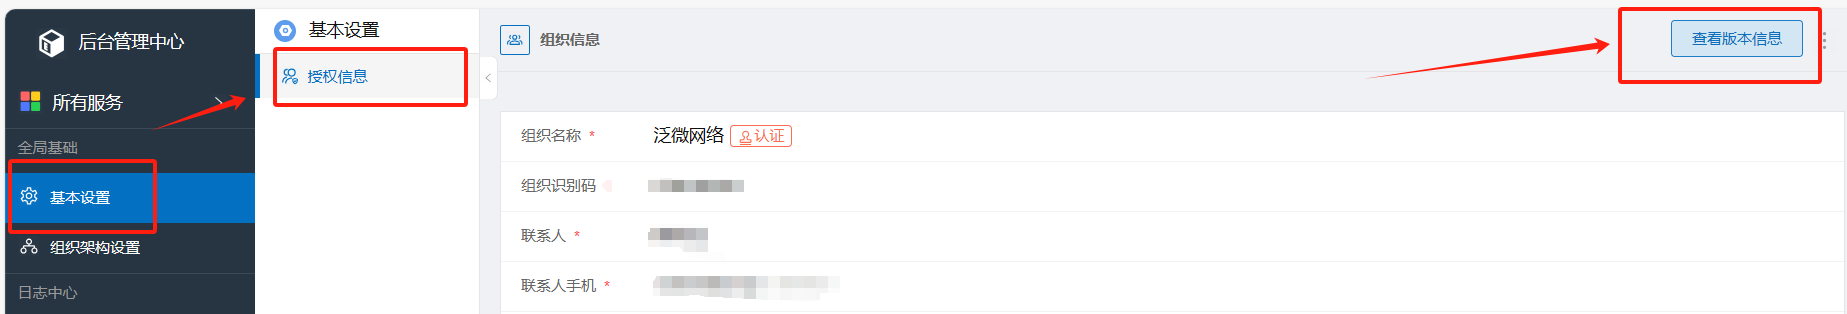 后台管理中心
所有服务
全局基础
基本设置
组织架构设置
日志中心
基本设置
授权信息
组织信息
查看版本信息
组织名称 * 泛微网络 认证
组织识别码
联系人 *
联系人手机 *